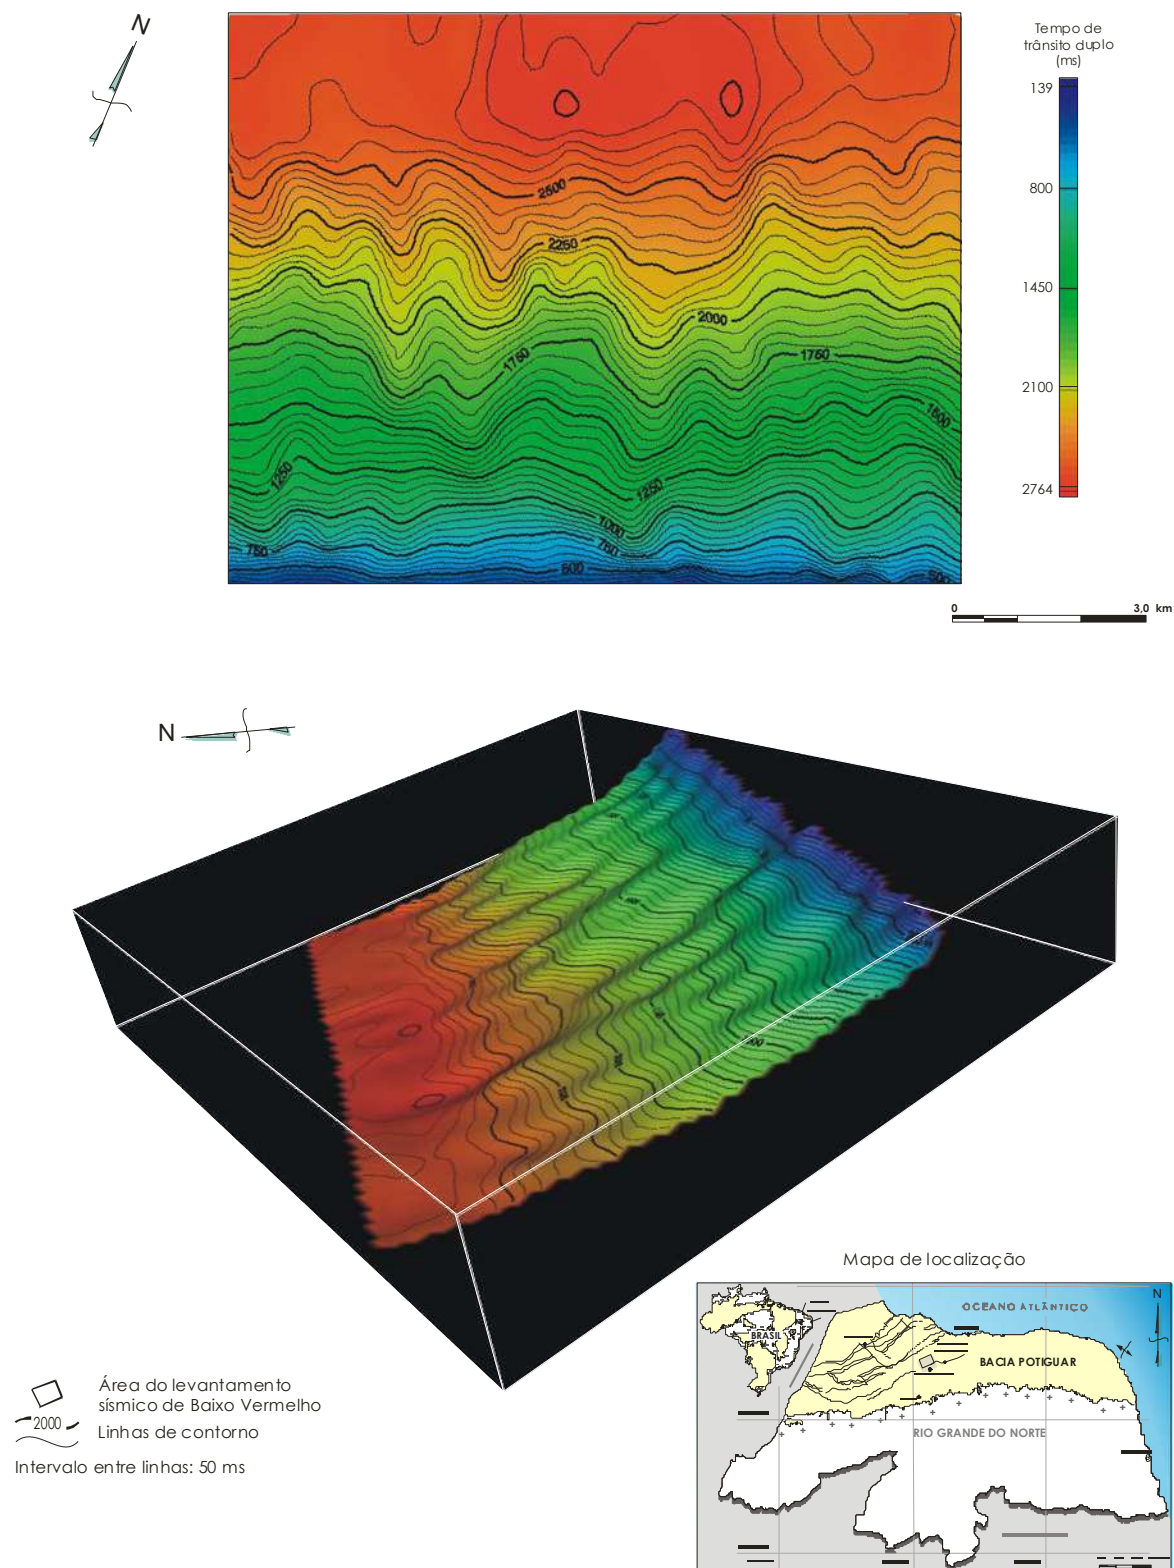 N
Tempo de
trânsito duplo
(ms)
139
800
1450
2100
2764
2500
2250
2000
1750
1750
1500
1250
1250
1000
750
750
500
500
0 3,0 km
N
Mapa de localização
N
OCEANO ATLÂNTICO
BRASIL
BACIA POTIGUAR
RIO GRANDE DO NORTE
Área do levantamento
sísmico de Baixo Vermelho
2000
Linhas de contorno
Intervalo entre linhas: 50 ms